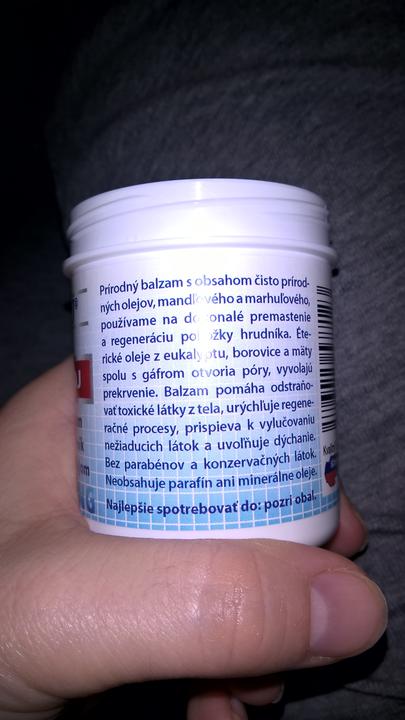 Prírodný balzam s obsahom čisto prírod-
ných olejov, mandľového a marhuľového,
používame na dokonalé premastenie
a regeneráciu pokožky hrudníka. Éte-
rické oleje z eukalyptu, borovice a mäty
spolu s gáfrom otvoria póry, vyvolajú
prekrvenie. Balzam pomáha odstraňo-
vať toxické látky z tela, urýchľuje regene-
račné procesy, prispieva k vylučovaniu
nežiaducich látok a uvoľňuje dýchanie.
Bez parabénov a konzervačných látok.
Neobsahuje parafín ani minerálne oleje.
Najlepšie spotrebovať do: pozri obal.